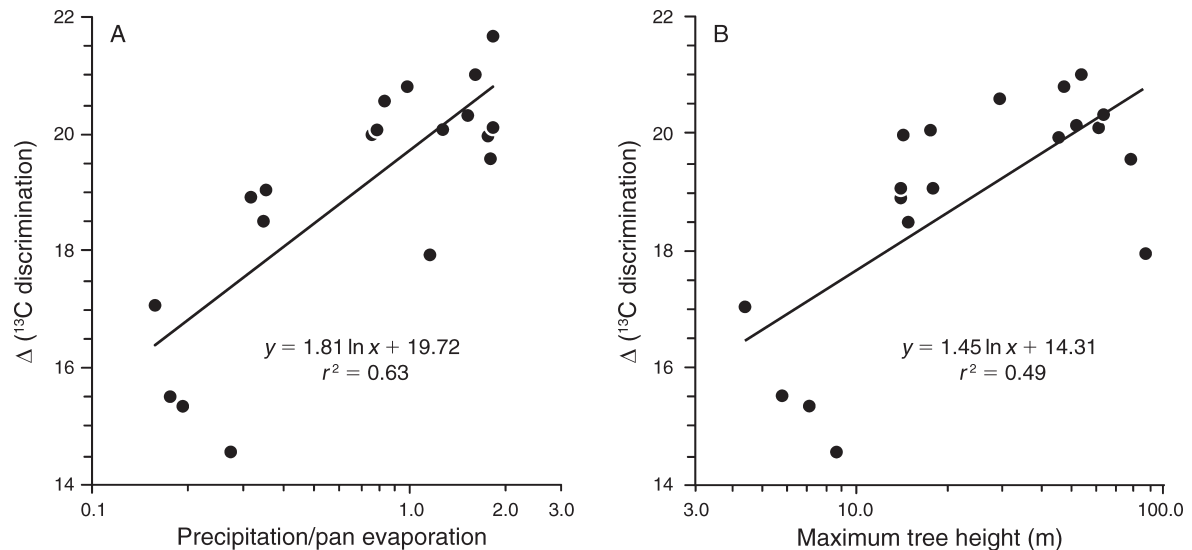 A
Δ (¹³C discrimination)
22
20
18
16
14
y = 1.81 ln x + 19.72
r² = 0.63
0.1
1.0
2.0
3.0
Precipitation/pan evaporation
B
Δ (¹³C discrimination)
22
20
18
16
14
y = 1.45 ln x + 14.31
r² = 0.49
3.0
10.0
100.0
Maximum tree height (m)